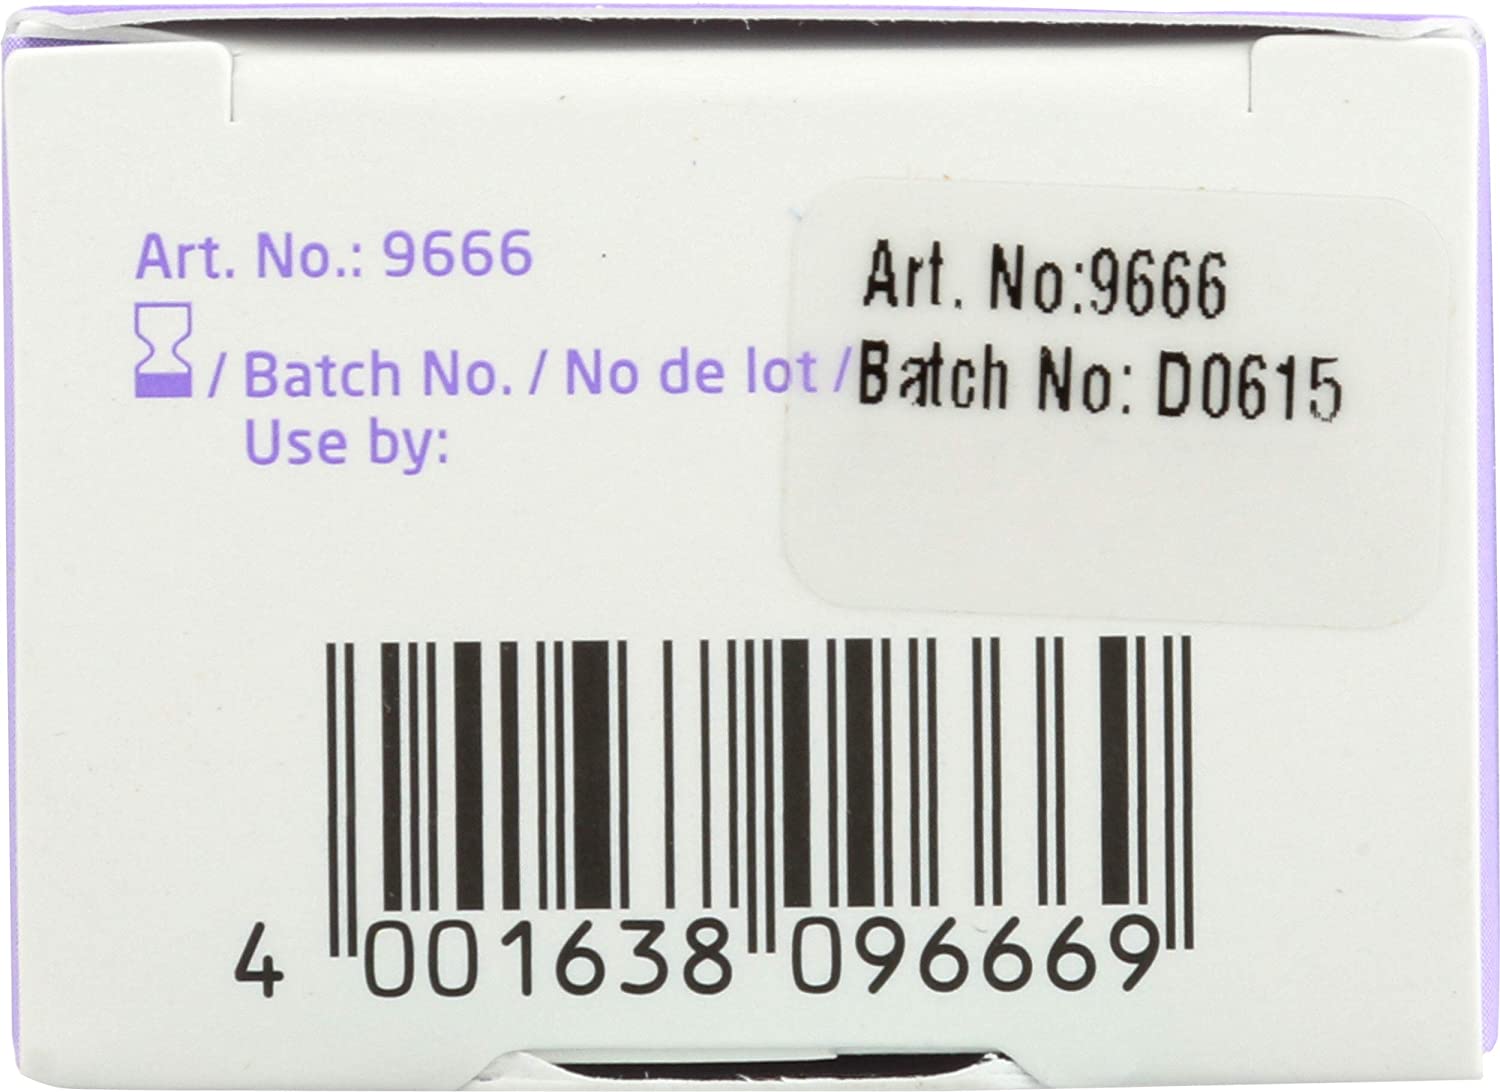 Art. No.: 9666
/ Batch No. / No de lot /
Use by:
Art. No:9666
Batch No: D0615
4 001638 096669